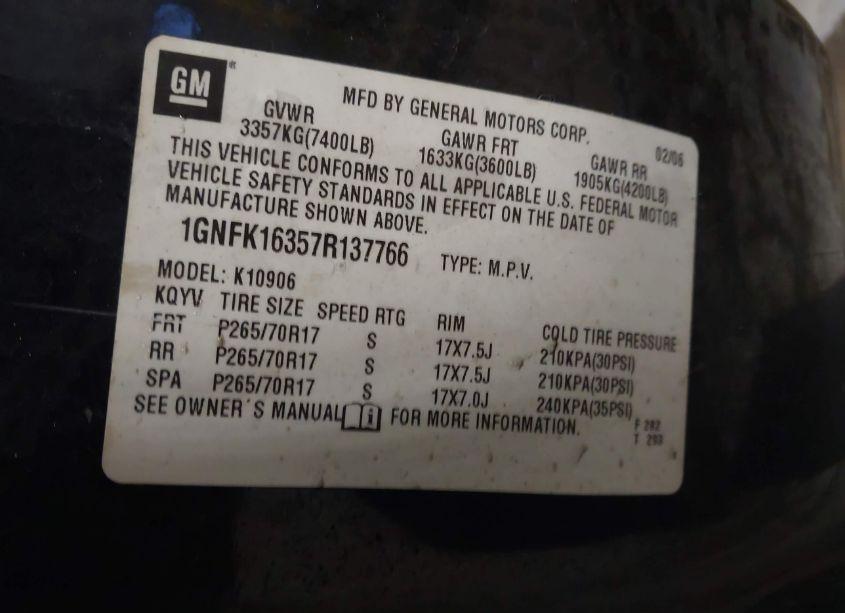 GM
MFD BY GENERAL MOTORS CORP. 02/06
GVWR GAWR FRT GAWR RR
3357KG(7400LB) 1633KG(3600LB) 1905KG(4200LB)
THIS VEHICLE CONFORMS TO ALL APPLICABLE U.S. FEDERAL MOTOR
VEHICLE SAFETY STANDARDS IN EFFECT ON THE DATE OF
MANUFACTURE SHOWN ABOVE.
1GNFK16357R137766 TYPE: M.P.V.
MODEL: K10906
KQYV TIRE SIZE SPEED RTG RIM COLD TIRE PRESSURE
FRT P265/70R17 S 17X7.5J 210KPA(30PSI)
RR P265/70R17 S 17X7.5J 210KPA(30PSI)
SPA P265/70R17 S 17X7.0J 240KPA(35PSI)
SEE OWNER'S MANUAL i FOR MORE INFORMATION.
F 282
T 293